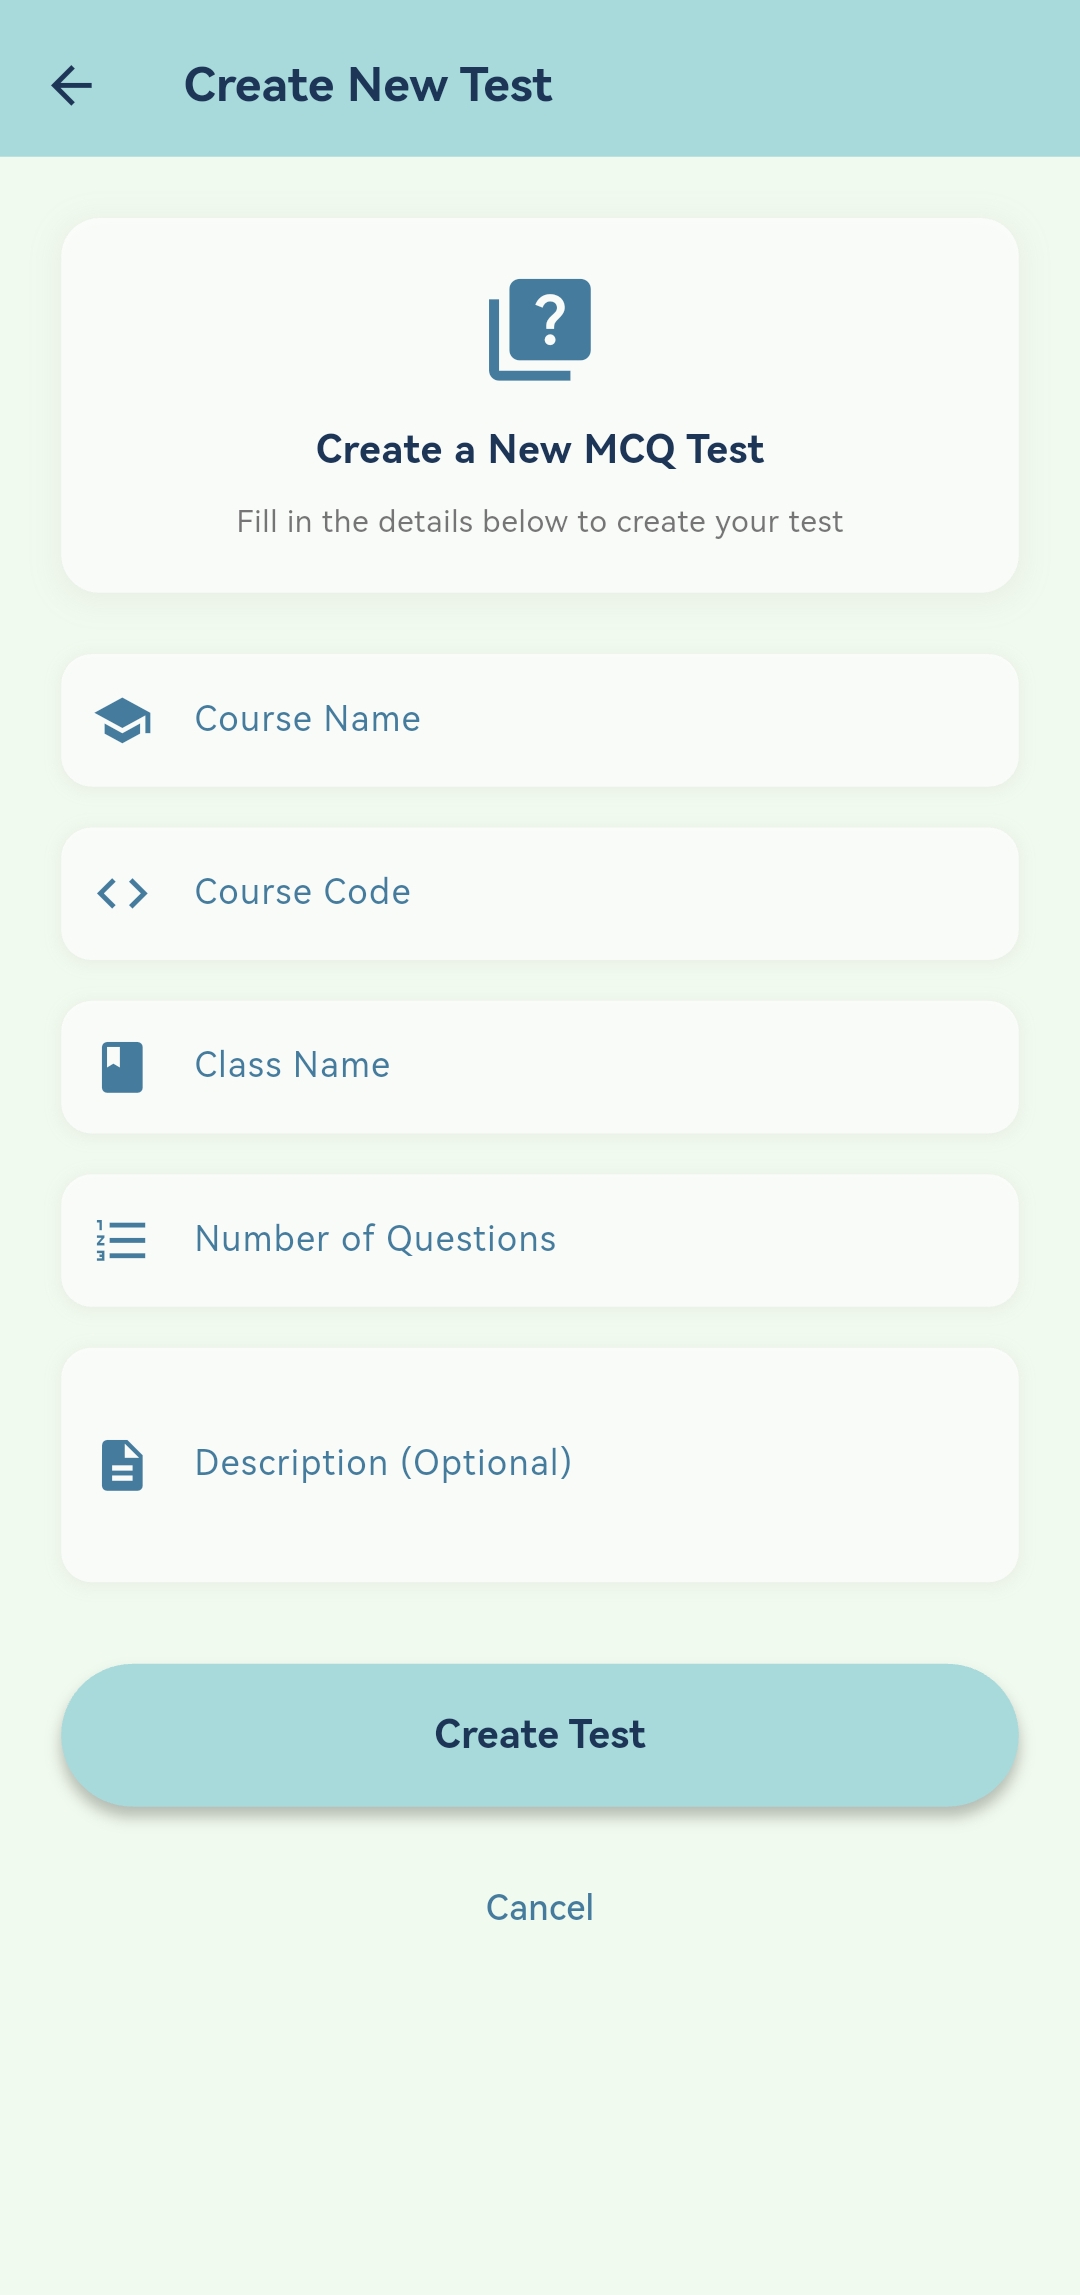 Create New Test
Create a New MCQ Test
Fill in the details below to create your test
Course Name
Course Code
Class Name
Number of Questions
Description (Optional)
Create Test
Cancel